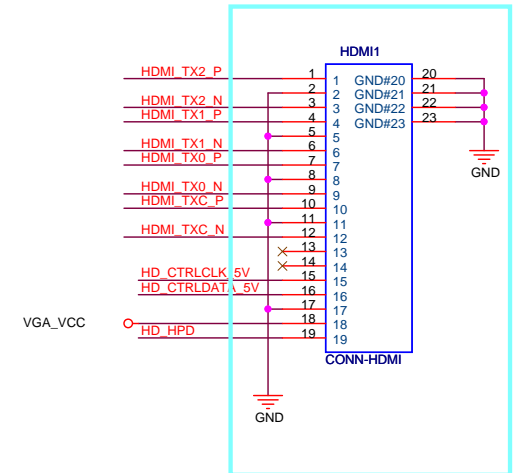 HDMI1
HDMI_TX2_P 1 1 GND#20 20
2 2 GND#21 21
HDMI_TX2_N 3 3 GND#22 22
HDMI_TX1_P 4 4 GND#23 23
5 5
HDMI_TX1_N 6 6
HDMI_TX0_P 7 7
8 8
HDMI_TX0_N 9 9
HDMI_TXC_P 10 10
11 11
HDMI_TXC_N 12 12
13 13
14 14
HD_CTRLCLK_5V 15 15
HD_CTRLDATA_5V 16 16
17 17
VGA_VCC 18 18
HD_HPD 19 19
CONN-HDMI
GND
GND